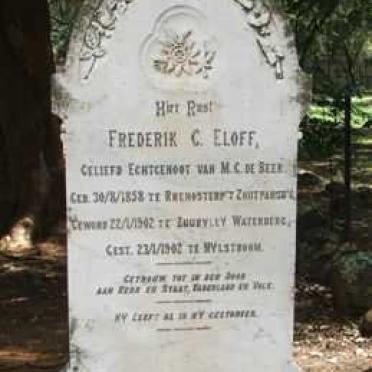 Hier Rust
FREDERIK C. ELOFF,
GELIEFD ECHTGENOOT VAN M.C. DE BEER
GEB. 30/8/1858 TE RHENOSTERP'T ZOUTPANSB'G,
GEWOND 22/1/1902 TE WATERBERG,
GEST. 23/1/1902 TE NYLSTROOM.
GETROUW TOT IN DEN DOOD
AAN KERK EN STAAT, VADERLAND EN VOLK.
HY LEEFT AL IS HY GESTORVEN.